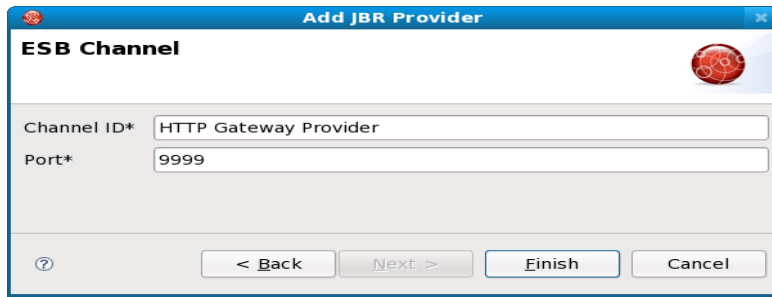 Add JBR Provider
ESB Channel
Channel ID* HTTP Gateway Provider
Port* 9999
? < Back Next > Finish Cancel